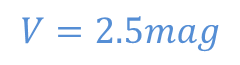 V = 2.5mag